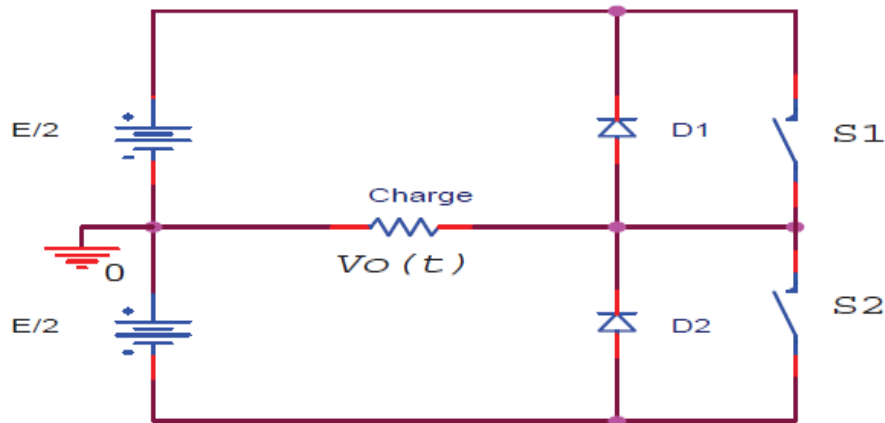 E/2
D1
S1
Charge
Vo(t)
0
E/2
D2
S2